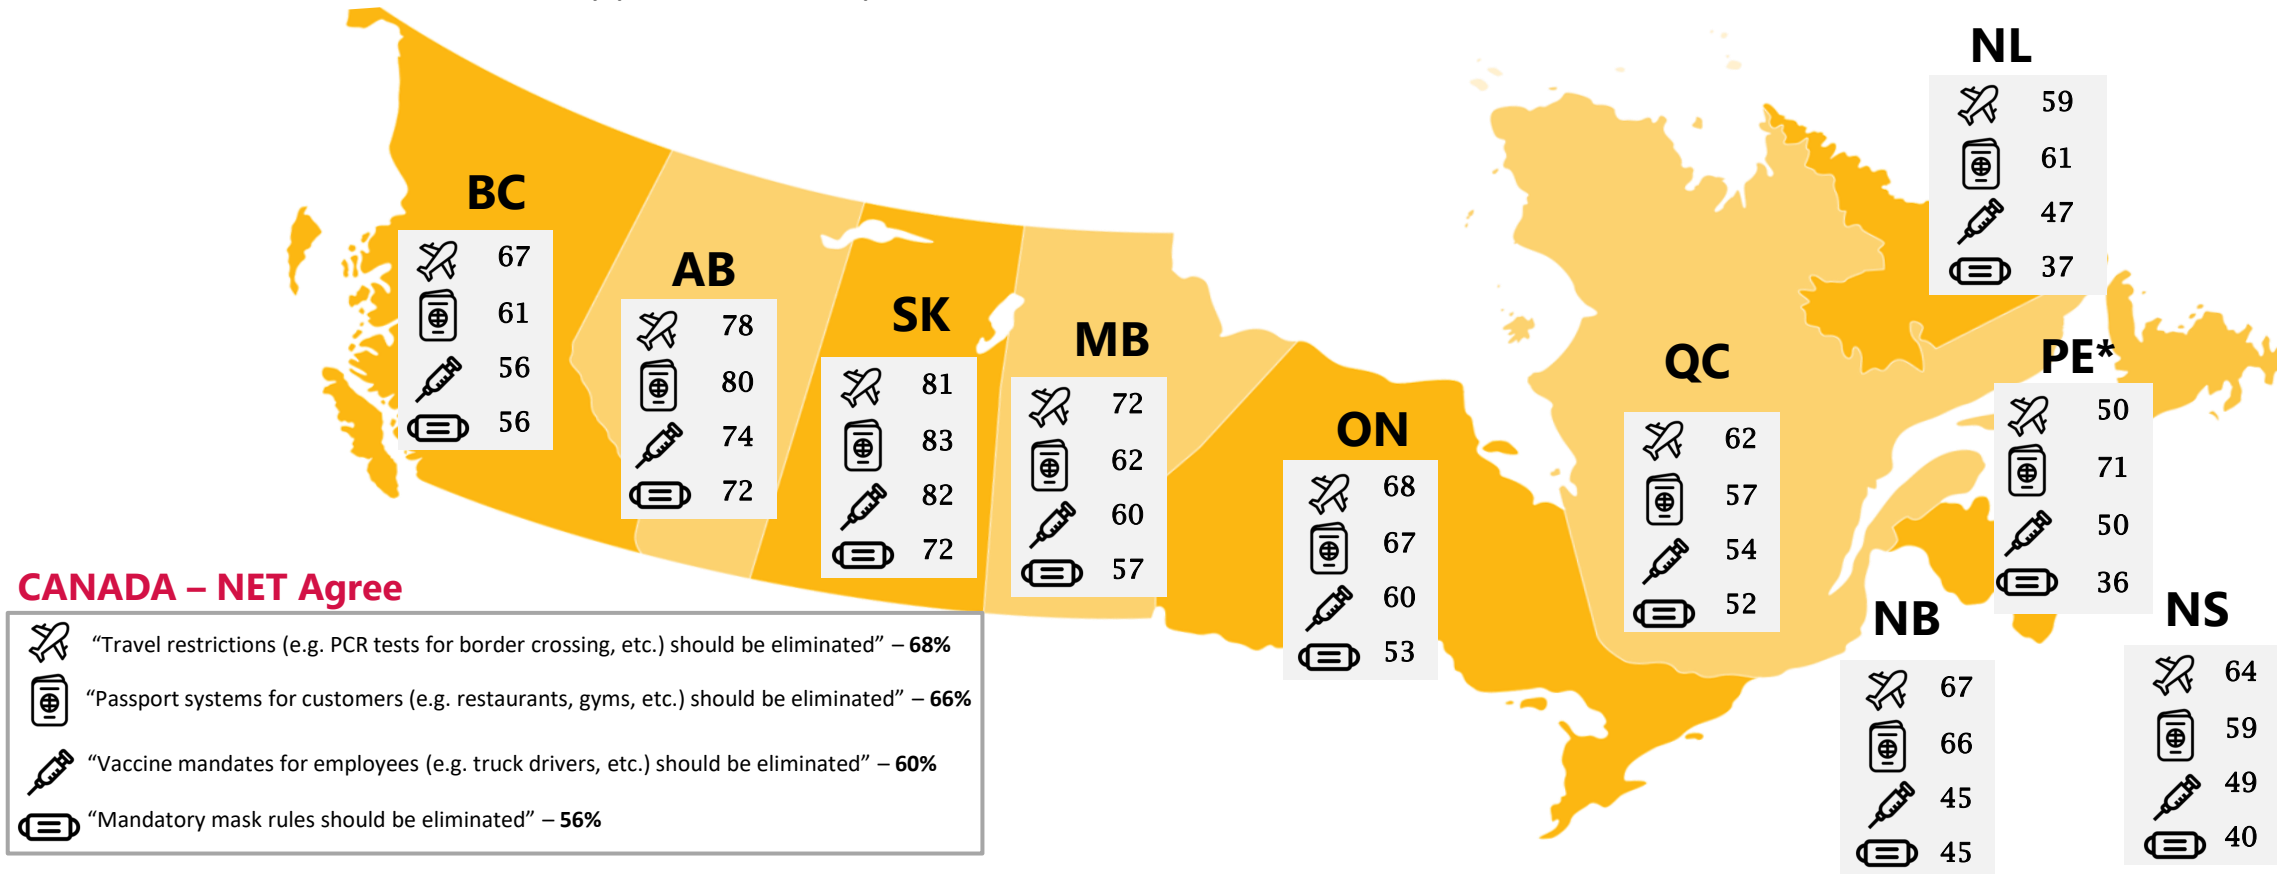 NL
59
61
47
37
BC
67
61
56
56
AB
78
80
74
72
SK
81
83
82
72
MB
72
62
60
57
ON
68
67
60
53
QC
62
57
54
52
PE*
50
71
50
36
NB
67
66
45
45
NS
64
59
49
40
CANADA – NET Agree
“Travel restrictions (e.g. PCR tests for border crossing, etc.) should be eliminated” – 68%
“Passport systems for customers (e.g. restaurants, gyms, etc.) should be eliminated” – 66%
“Vaccine mandates for employees (e.g. truck drivers, etc.) should be eliminated” – 60%
“Mandatory mask rules should be eliminated” – 56%